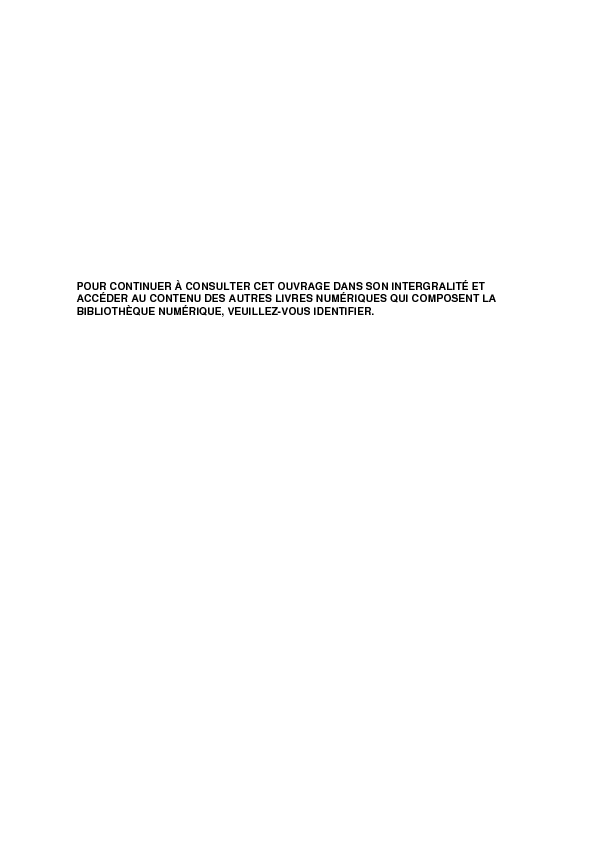 POUR CONTINUER À CONSULTER CET OUVRAGE DANS SON INTERGRALITÉ ET
ACCÉDER AU CONTENU DES AUTRES LIVRES NUMÉRIQUES QUI COMPOSENT LA
BIBLIOTHÈQUE NUMÉRIQUE, VEUILLEZ-VOUS IDENTIFIER.